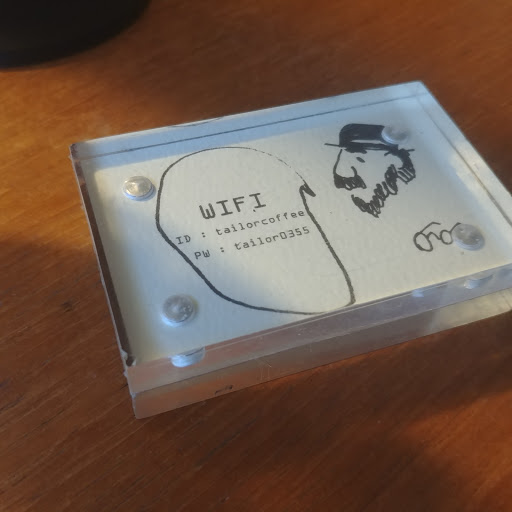 WIFI
ID : tailorcoffee
PW : tailor0355